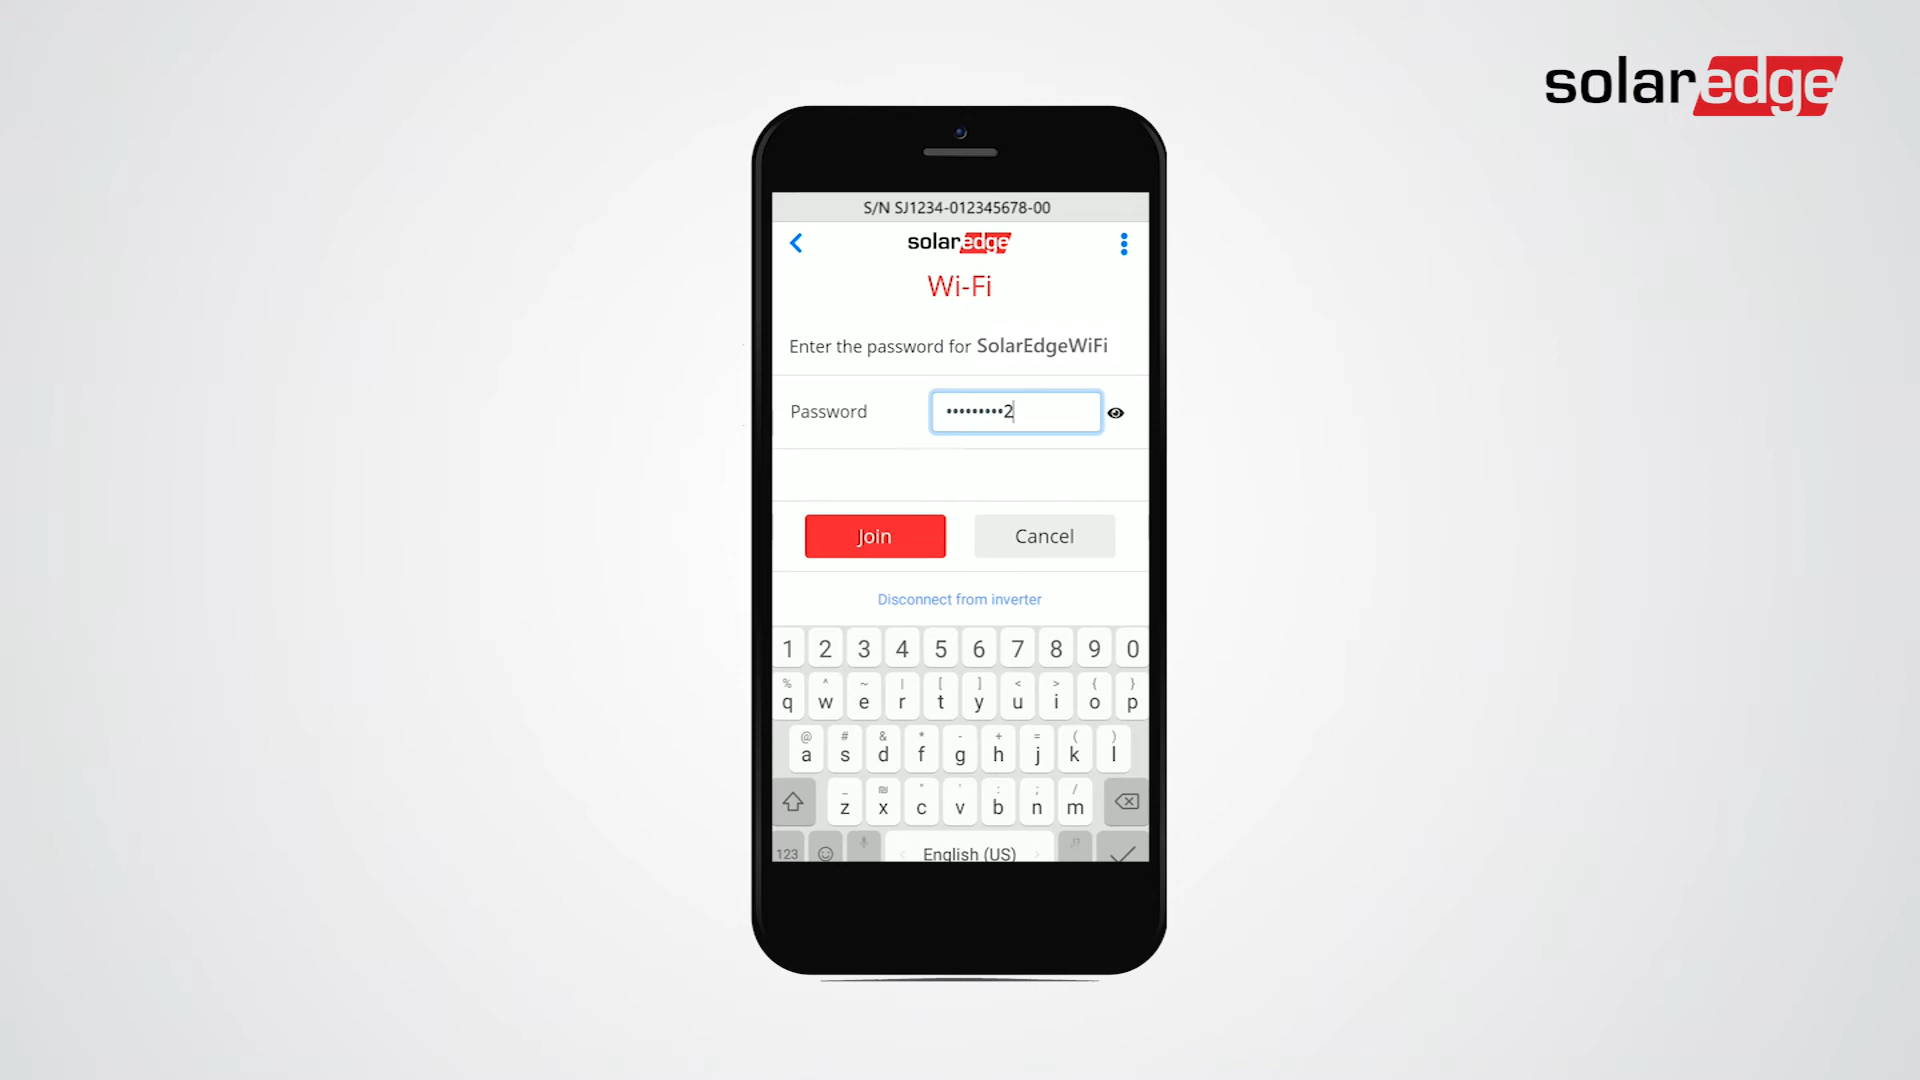 solaredge
S/N SJ1234-012345678-00
solaredge
Wi-Fi
Enter the password for SolarEdgeWiFi
Password •••••••••2
Join Cancel
Disconnect from inverter
1 2 3 4 5 6 7 8 9 0
% ^ ~ | [ ] < > { }
q w e r t y u i o p
@ # & * - + = ( )
a s d f g h j k l
_ ₪ " ' : ; /
z x c v b n m
,!?
123 < English (US) >